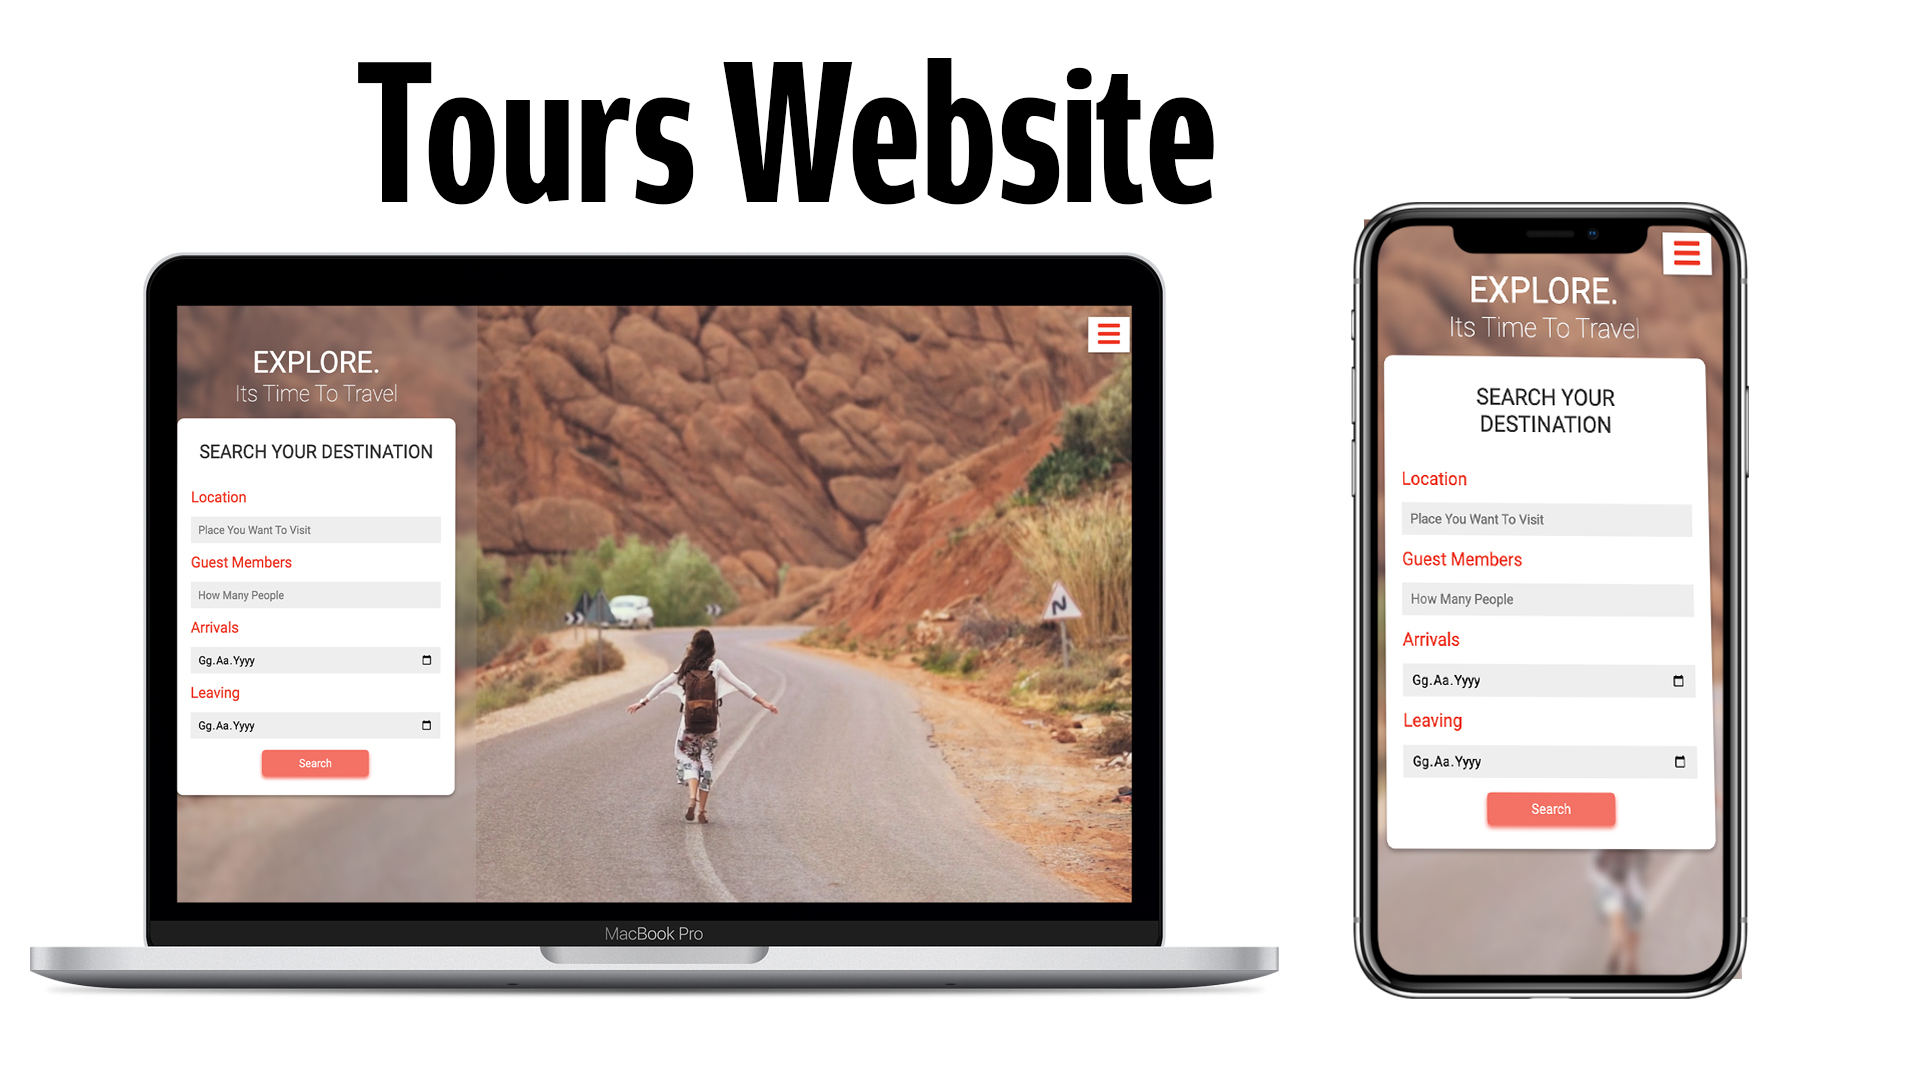 Tours Website
EXPLORE.
Its Time To Travel
SEARCH YOUR DESTINATION
Location
Place You Want To Visit
Guest Members
How Many People
Arrivals
Gg.Aa.Yyyy
Leaving
Gg.Aa.Yyyy
Search
N
MacBook Pro
EXPLORE.
Its Time To Travel
SEARCH YOUR
DESTINATION
Location
Place You Want To Visit
Guest Members
How Many People
Arrivals
Gg.Aa.Yyyy
Leaving
Gg.Aa.Yyyy
Search